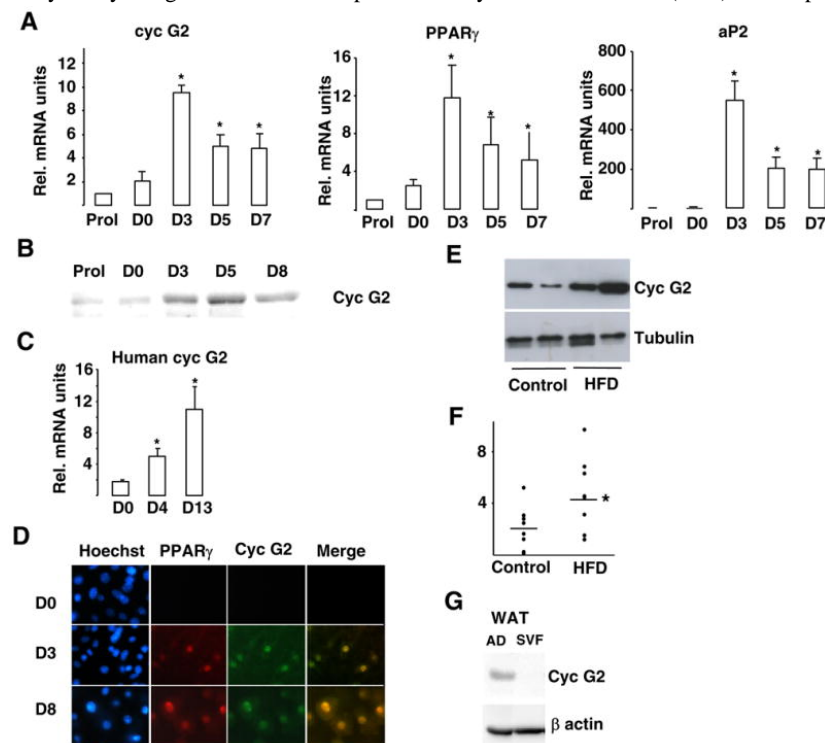 A
cyc G2
Rel. mRNA units
12
10
8
6
4
2
*
*
*
Prol D0 D3 D5 D7
PPARγ
Rel. mRNA units
16
12
8
4
*
*
*
Prol D0 D3 D5 D7
aP2
Rel. mRNA units
800
600
400
200
*
*
*
Prol D0 D3 D5 D7
B
Prol D0 D3 D5 D8
Cyc G2
C
Human cyc G2
Rel. mRNA units
16
12
8
4
*
*
D0 D4 D13
D
Hoechst PPARγ Cyc G2 Merge
D0
D3
D8
E
Cyc G2
Tubulin
Control HFD
F
8
4
*
Control HFD
G
WAT
AD SVF
Cyc G2
β actin